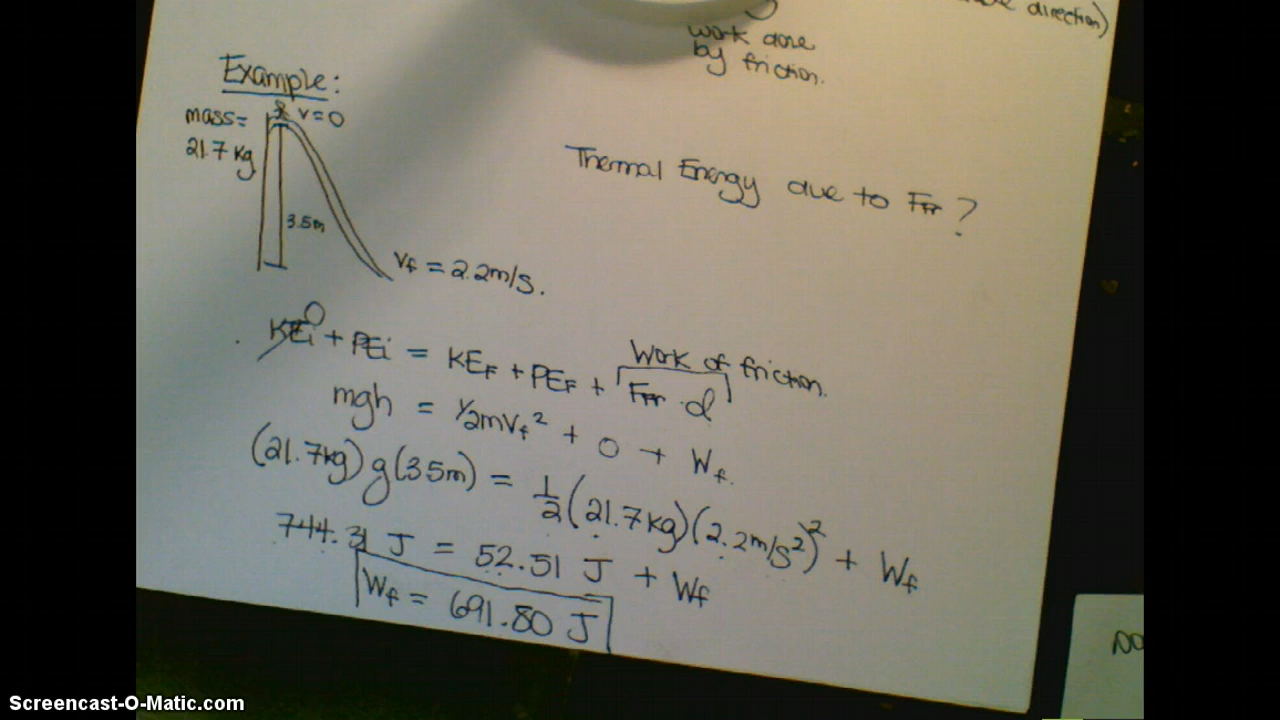 direction)
work done
by friction.
Example:
mass=
21.7 kg
v=0
3.5m
Vf = 2.2m/s.
Thermal Energy due to Ffr ?
KEi 0 + PEi = KEF + PEF + Ffr · d
Work of friction.
mgh = 1/2mVf² + 0 + Wf.
(21.7kg) g (3.5m) = 1/2 (21.7kg)(2.2m/s²)² + Wf
744.31 J = 52.51 J + Wf
Wf = 691.80 J
Screencast-O-Matic.com